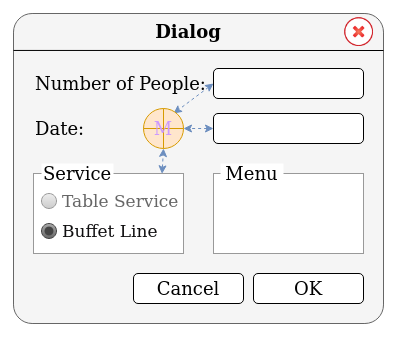 Dialog
Number of People:
Date:
M
Service
Menu
Table Service
Buffet Line
Cancel
OK